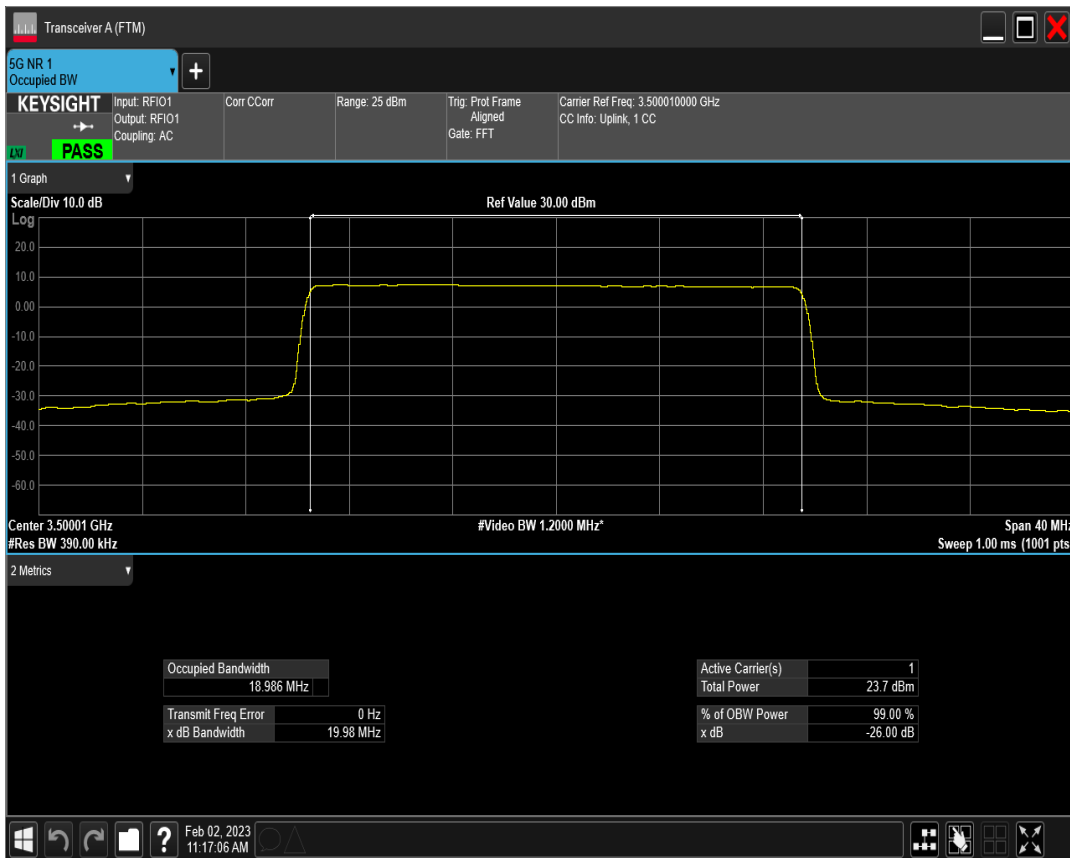 Transceiver A (FTM)
5G NR 1
Occupied BW
+
KEYSIGHT
LXI
PASS
Input: RFIO1
Output: RFIO1
Coupling: AC
Corr CCorr
Range: 25 dBm
Trig: Prot Frame
Aligned
Gate: FFT
Carrier Ref Freq: 3.500010000 GHz
CC Info: Uplink, 1 CC
1 Graph
Scale/Div 10.0 dB
Ref Value 30.00 dBm
Log
20.0
10.0
0.00
-10.0
-20.0
-30.0
-40.0
-50.0
-60.0
Center 3.50001 GHz
#Video BW 1.2000 MHz*
Span 40 MHz
#Res BW 390.00 kHz
Sweep 1.00 ms (1001 pts
2 Metrics
Occupied Bandwidth
18.986 MHz
Transmit Freq Error 0 Hz
x dB Bandwidth 19.98 MHz
Active Carrier(s) 1
Total Power 23.7 dBm
% of OBW Power 99.00 %
x dB -26.00 dB
?
Feb 02, 2023
11:17:06 AM